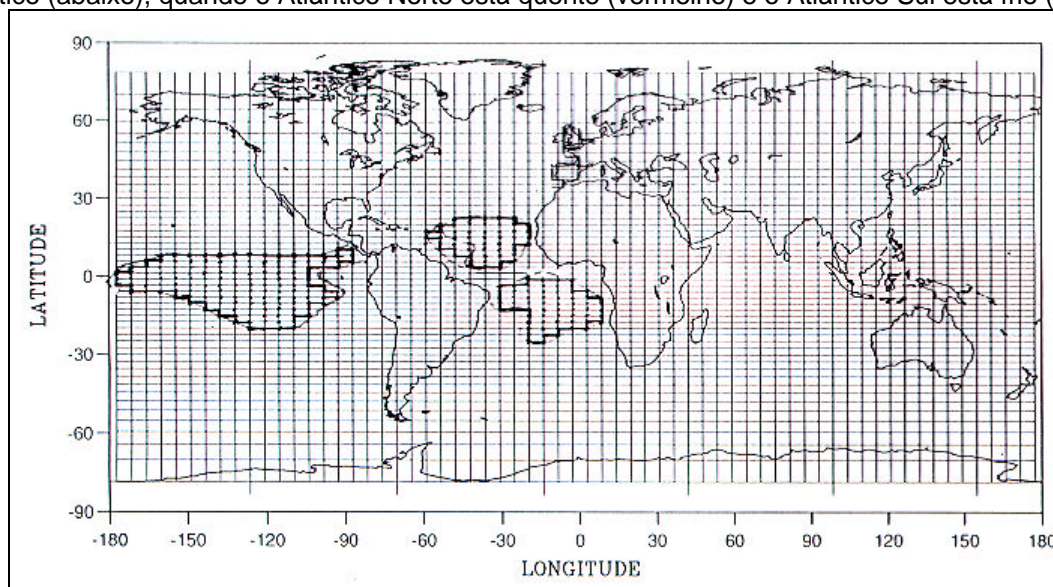 (abaixo), quando o Atlântico Norte está quente (vermelho) e o Atlântico Sul está frio (
90
60
30
0
-30
-60
-90
LATITUDE
-180 -150 -120 -90 -60 -30 0 30 60 90 120 150 180
LONGITUDE